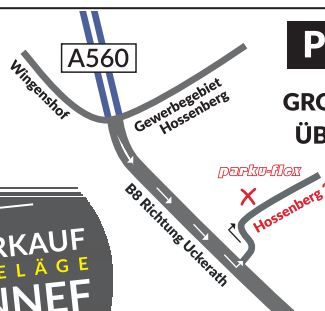 P
A560
Wingenshof
Gewerbegebiet
Hossenberg
GRO
ÜB
parku-flex
B8 Richtung Uckerath
Hossenberg
RKAUF
ELÄGE
NNEF